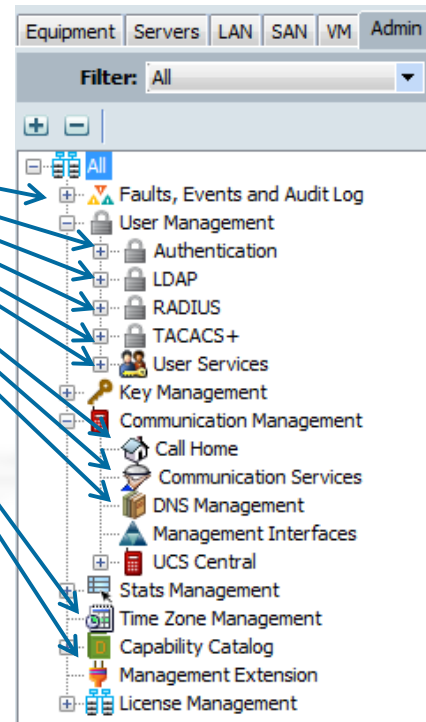 Equipment Servers LAN SAN VM Admin
Filter: All
All
Faults, Events and Audit Log
User Management
Authentication
LDAP
RADIUS
TACACS+
User Services
Key Management
Communication Management
Call Home
Communication Services
DNS Management
Management Interfaces
UCS Central
Stats Management
Time Zone Management
Capability Catalog
Management Extension
License Management